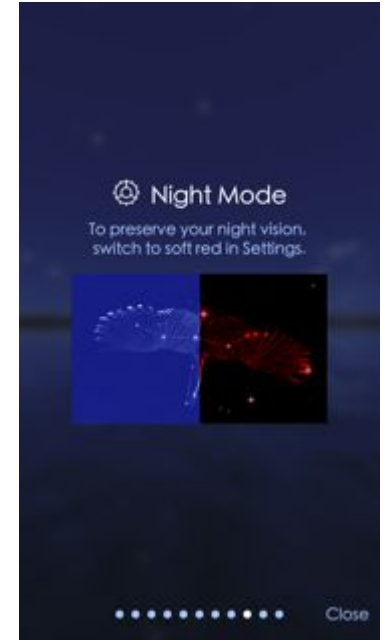 Night Mode
To preserve your night vision,
switch to soft red in Settings.
Close